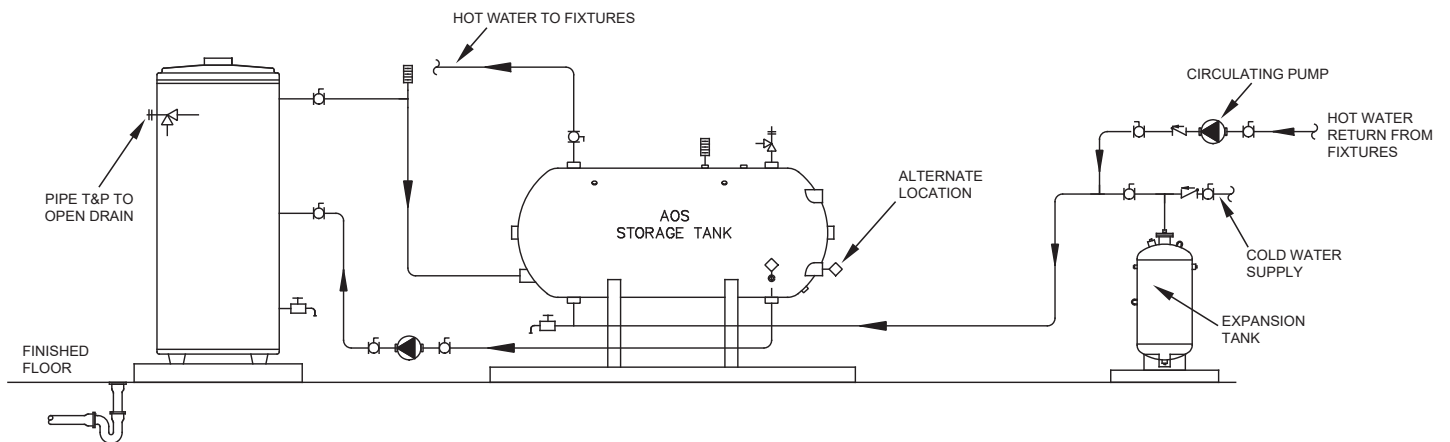 HOT WATER TO FIXTURES
CIRCULATING PUMP
HOT WATER
RETURN FROM
FIXTURES
PIPE T&P TO
OPEN DRAIN
ALTERNATE
LOCATION
AOS
STORAGE TANK
COLD WATER
SUPPLY
EXPANSION
TANK
FINISHED
FLOOR